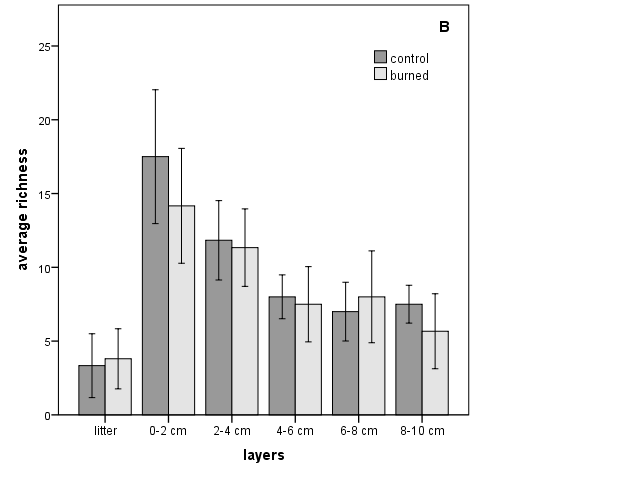 B
control
burned
average richness
25
20
15
10
5
0
litter 0-2 cm 2-4 cm 4-6 cm 6-8 cm 8-10 cm
layers